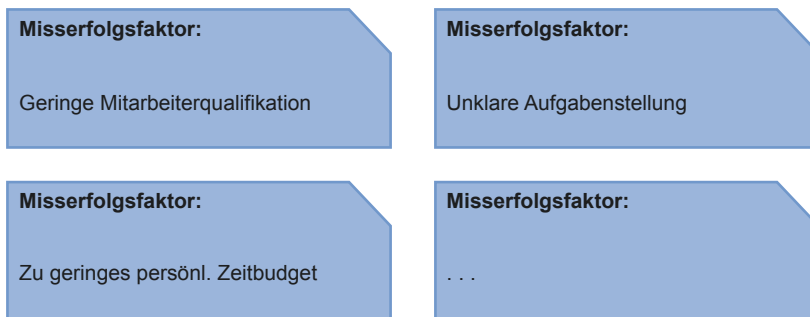 Misserfolgsfaktor:
Geringe Mitarbeiterqualifikation
Misserfolgsfaktor:
Unklare Aufgabenstellung
Misserfolgsfaktor:
Zu geringes persönl. Zeitbudget
Misserfolgsfaktor:
. . .